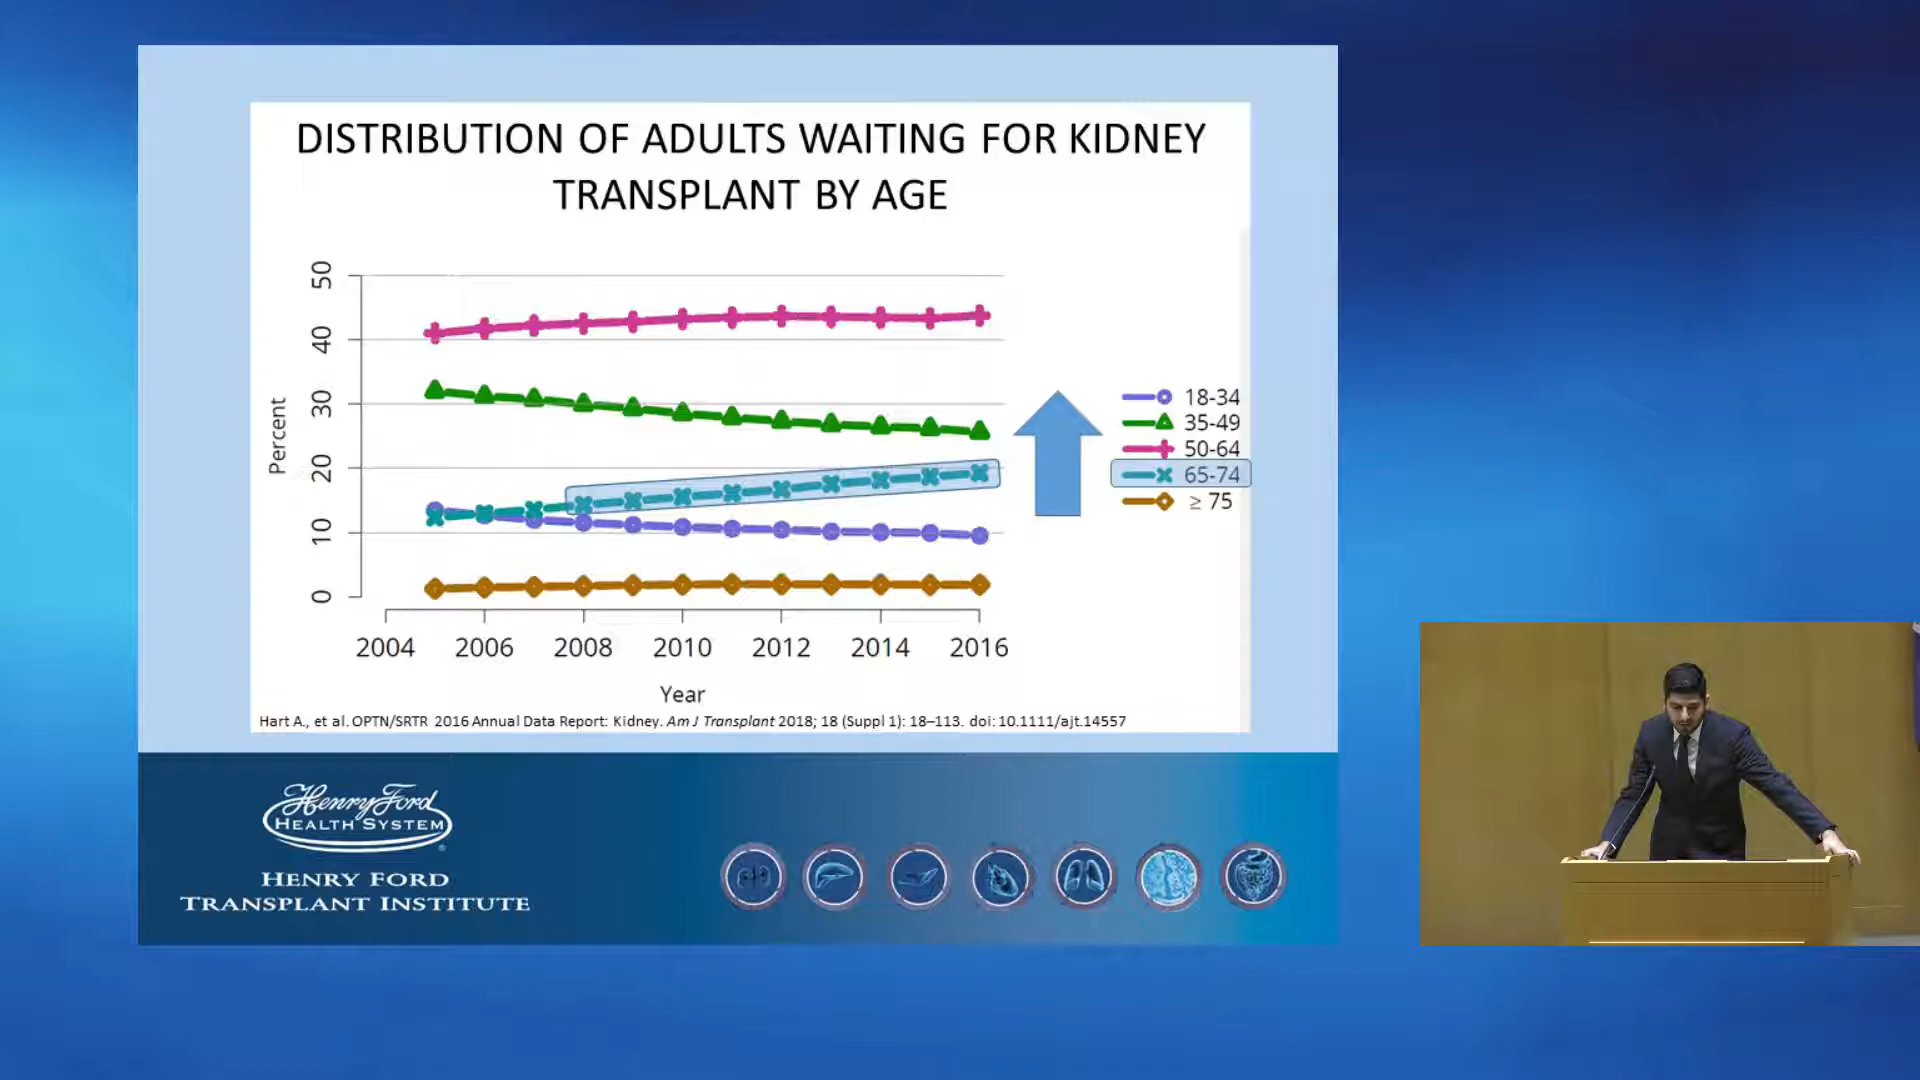 DISTRIBUTION OF ADULTS WAITING FOR KIDNEY
TRANSPLANT BY AGE
Percent
50
40
30
20
10
0
2004 2006 2008 2010 2012 2014 2016
Year
18-34
35-49
50-64
65-74
≥ 75
Hart A., et al. OPTN/SRTR 2016 Annual Data Report: Kidney. Am J Transplant 2018; 18 (Suppl 1): 18–113. doi: 10.1111/ajt.14557
Henry Ford
HEALTH SYSTEM
HENRY FORD
TRANSPLANT INSTITUTE